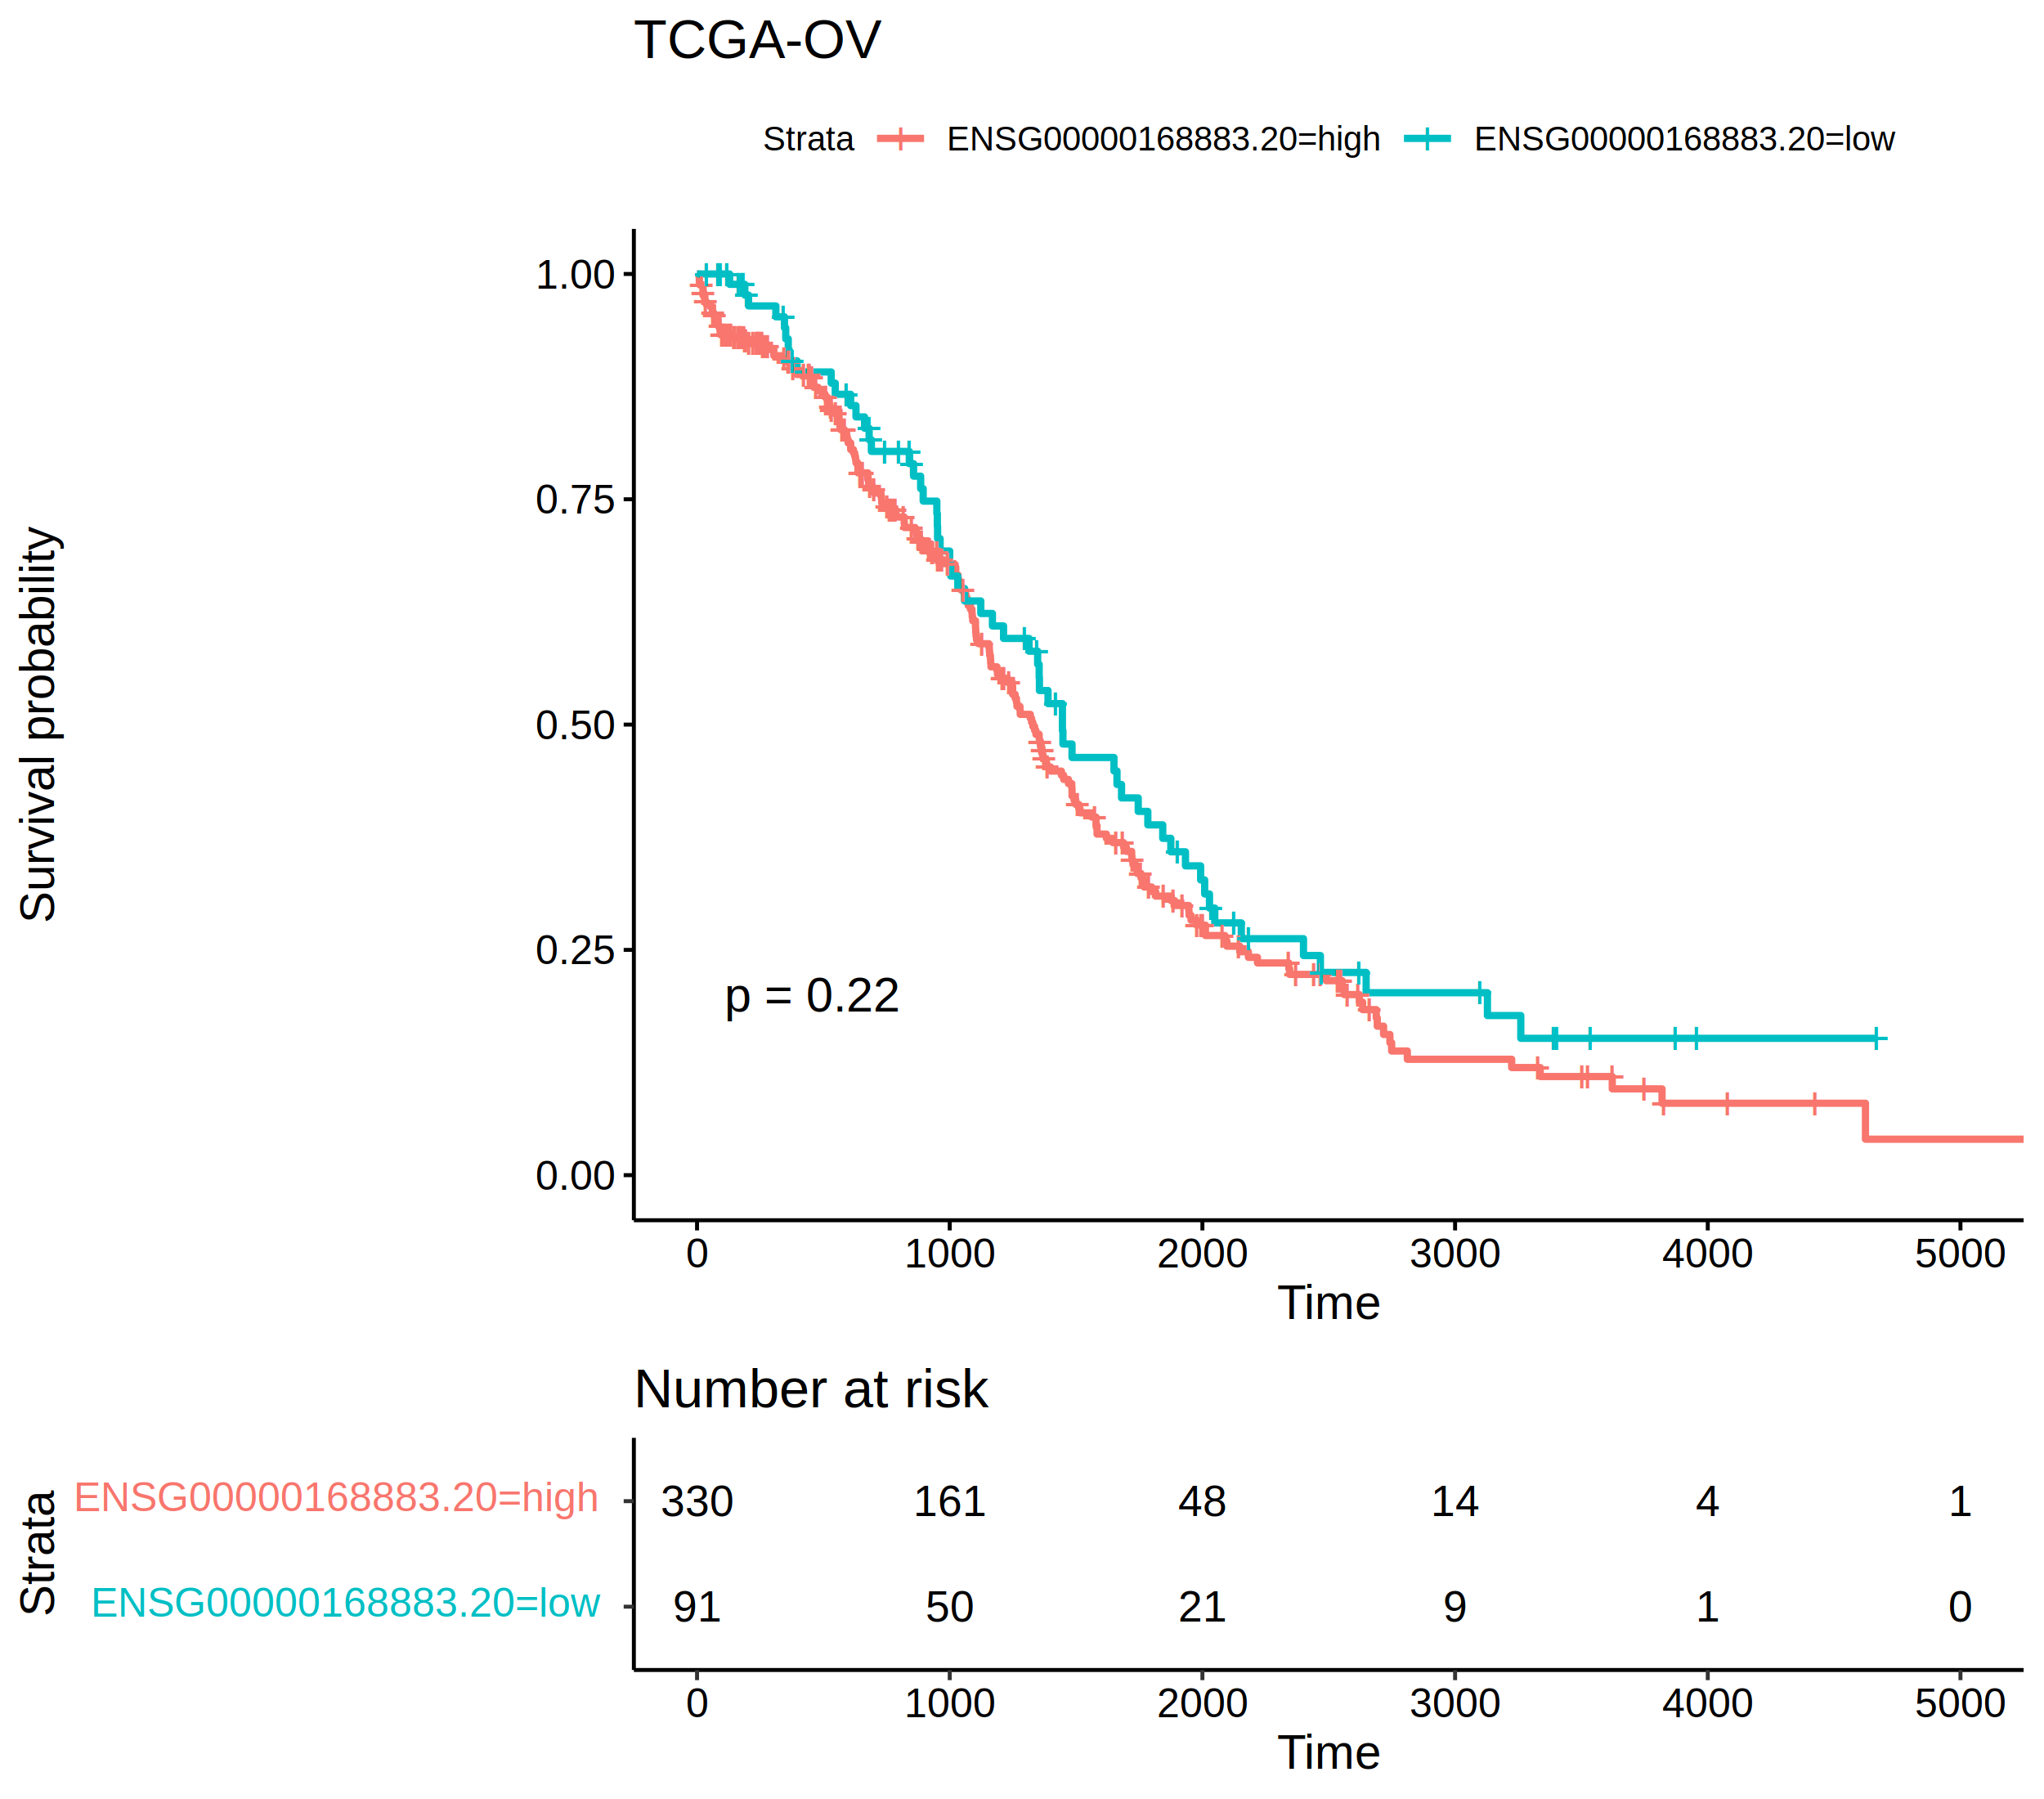 TCGA-OV
Strata ENSG00000168883.20=high ENSG00000168883.20=low
Survival probability
1.00
0.75
0.50
0.25
0.00
p = 0.22
0 1000 2000 3000 4000 5000
Time
Number at risk
Strata
ENSG00000168883.20=high 330 161 48 14 4 1
ENSG00000168883.20=low 91 50 21 9 1 0
0 1000 2000 3000 4000 5000
Time